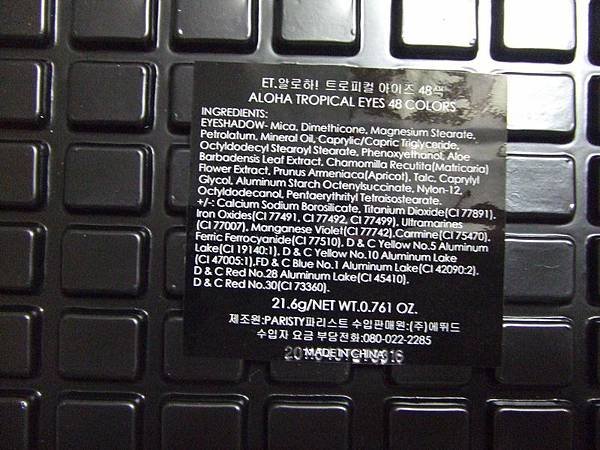 ET.알로하! 트로피컬 아이즈 48색
ALOHA TROPICAL EYES 48 COLORS
INGREDIENTS:
EYESHADOW- Mica, Dimethicone, Magnesium Stearate,
Petrolatum, Mineral Oil, Caprylic/Capric Triglyceride,
Octyldodecyl Stearoyl Stearate, Phenoxyethanol, Aloe
Barbadensis Leaf Extract, Chamomilla Recutita(Matricaria)
Flower Extract, Prunus Armeniaca(Apricot), Talc, Caprylyl
Glycol, Aluminum Starch Octenylsuccinate, Nylon-12,
Octyldodecanol, Pentaerythrityl Tetraisostearate.
+/-: Calcium Sodium Borosilicate, Titanium Dioxide(CI 77891).
Iron Oxides(CI 77491, CI 77492, CI 77499), Ultramarines
(CI 77007), Manganese Violet(CI 77742),Carmine(CI 75470),
Ferric Ferrocyanide(CI 77510), D & C Yellow No.5 Aluminum
Lake(CI 19140:1), D & C Yellow No.10 Aluminum Lake
(CI 47005:1),FD & C Blue No.1 Aluminum Lake(CI 42090:2).
D & C Red No.28 Aluminum Lake(CI 45410).
D & C Red No.30(CI 73360).
21.6g/NET WT.0.761 OZ.
제조원:PARISTY파리스트 수입판매원:(주)에뛰드
수입자 요금 부담전화:080-022-2285
MADE IN CHINA